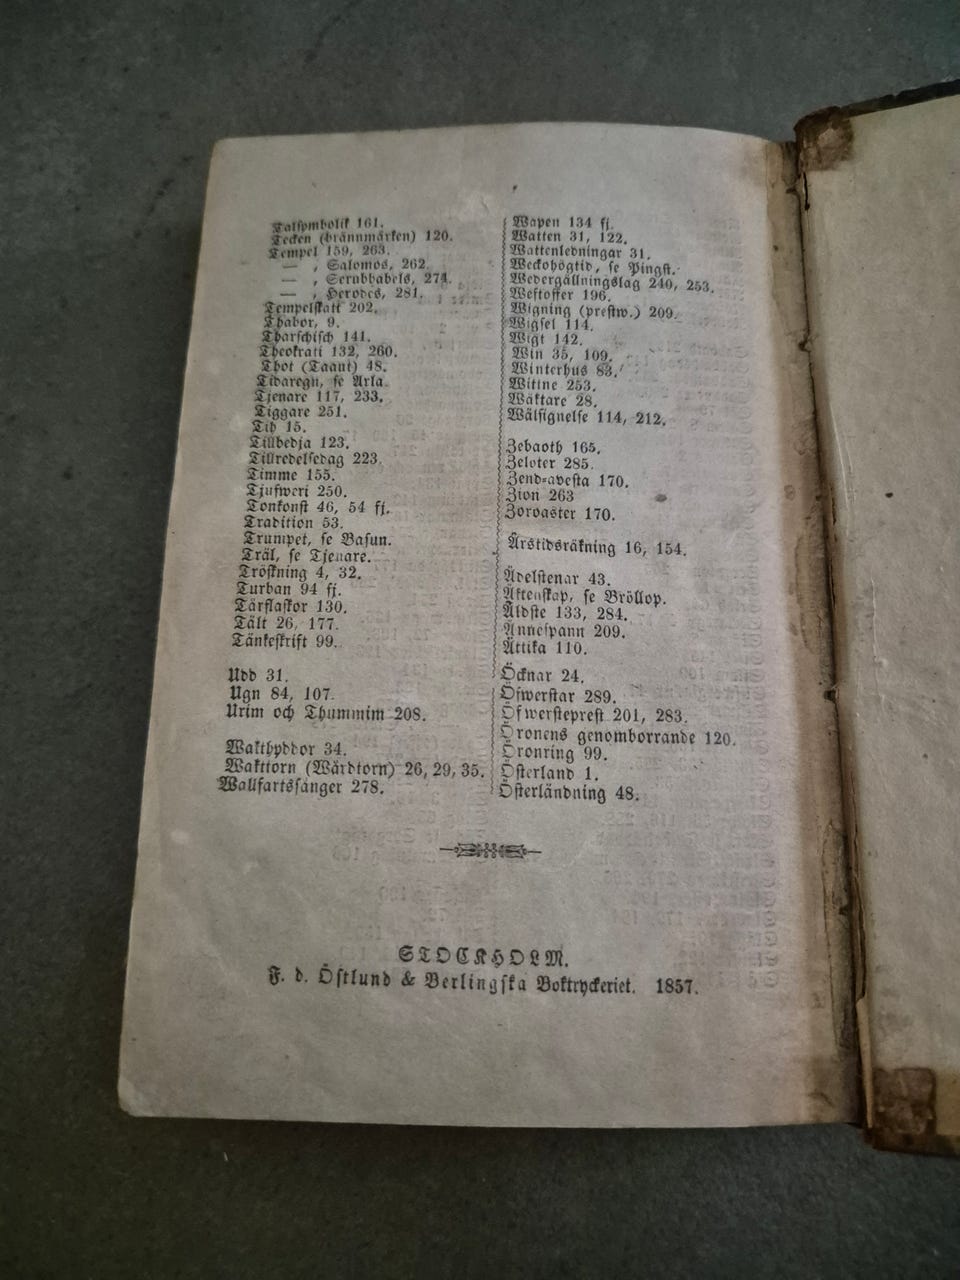 Talsymbolik 161.
Tecken (brännmärken) 120.
Tempel 159, 263.
— , Salomos, 262.
— , Serubbabels, 274.
— , Herodes, 281.
Tempelskatt 202.
Thabor, 9.
Tharschisch 141.
Theokrati 132, 260.
Thot (Taaut) 48.
Tidaregn, se Arla.
Tjenare 117, 233.
Tiggare 251.
Tid 15.
Tillbedja 123.
Tillredelsedag 223.
Timme 155.
Tjufweri 250.
Tonkonst 46, 54 fj.
Tradition 53.
Trumpet, se Basun.
Träl, se Tjenare.
Tröskning 4, 32.
Turban 94 fj.
Tårflaskor 130.
Tält 26, 177.
Tänkeskrift 99.
Udd 31.
Ugn 84, 107.
Urim och Thummim 208.
Wakthyddor 34.
Wakttorn (Wårdtorn) 26, 29, 35.
Wallfartssånger 278.
Wapen 134 fj.
Watten 31, 122.
Wattenledningar 31.
Weckohögtid, se Pingst.
Wedergällningslag 240, 253.
Westoffer 196.
Wigning (prestw.) 209.
Wigsel 114.
Wigt 142.
Win 35, 109.
Winterhus 83.
Wittne 253.
Wäktare 28.
Wälsignelse 114, 212.
Zebaoth 165.
Zeloter 285.
Zend-avesta 170.
Zion 263
Zoroaster 170.
Årstidsräkning 16, 154.
Ädelstenar 43.
Äktenskap, se Bröllop.
Äldste 133, 284.
Ännespann 209.
Ättika 110.
Öcknar 24.
Öfwerstar 289.
Öfwersteprest 201, 283.
Öronens genomborrande 120.
Öronring 99.
Österland 1.
Österländning 48.
STOCKHOLM.
F. d. Östlund & Berlingska Boktryckeriet. 1857.